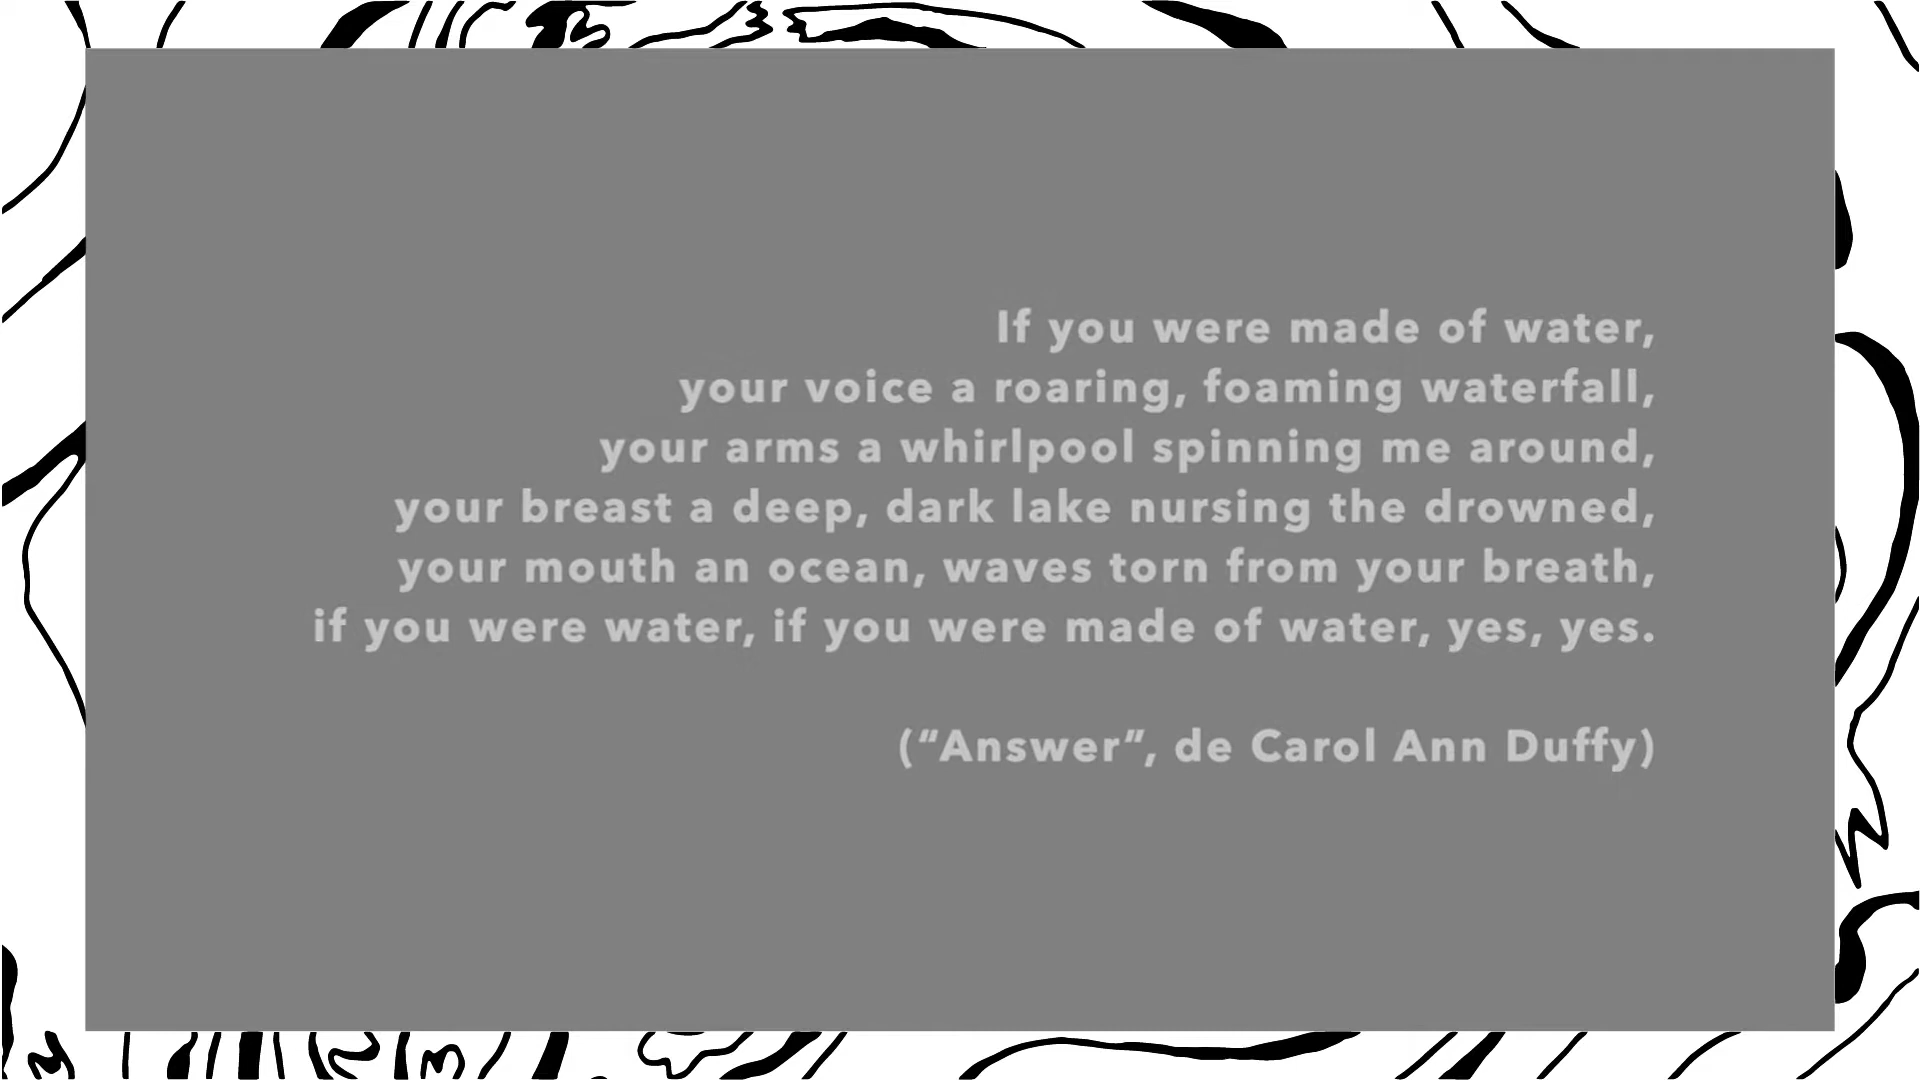 If you were made of water,
your voice a roaring, foaming waterfall,
your arms a whirlpool spinning me around,
your breast a deep, dark lake nursing the drowned,
your mouth an ocean, waves torn from your breath,
if you were water, if you were made of water, yes, yes.
(“Answer”, de Carol Ann Duffy)